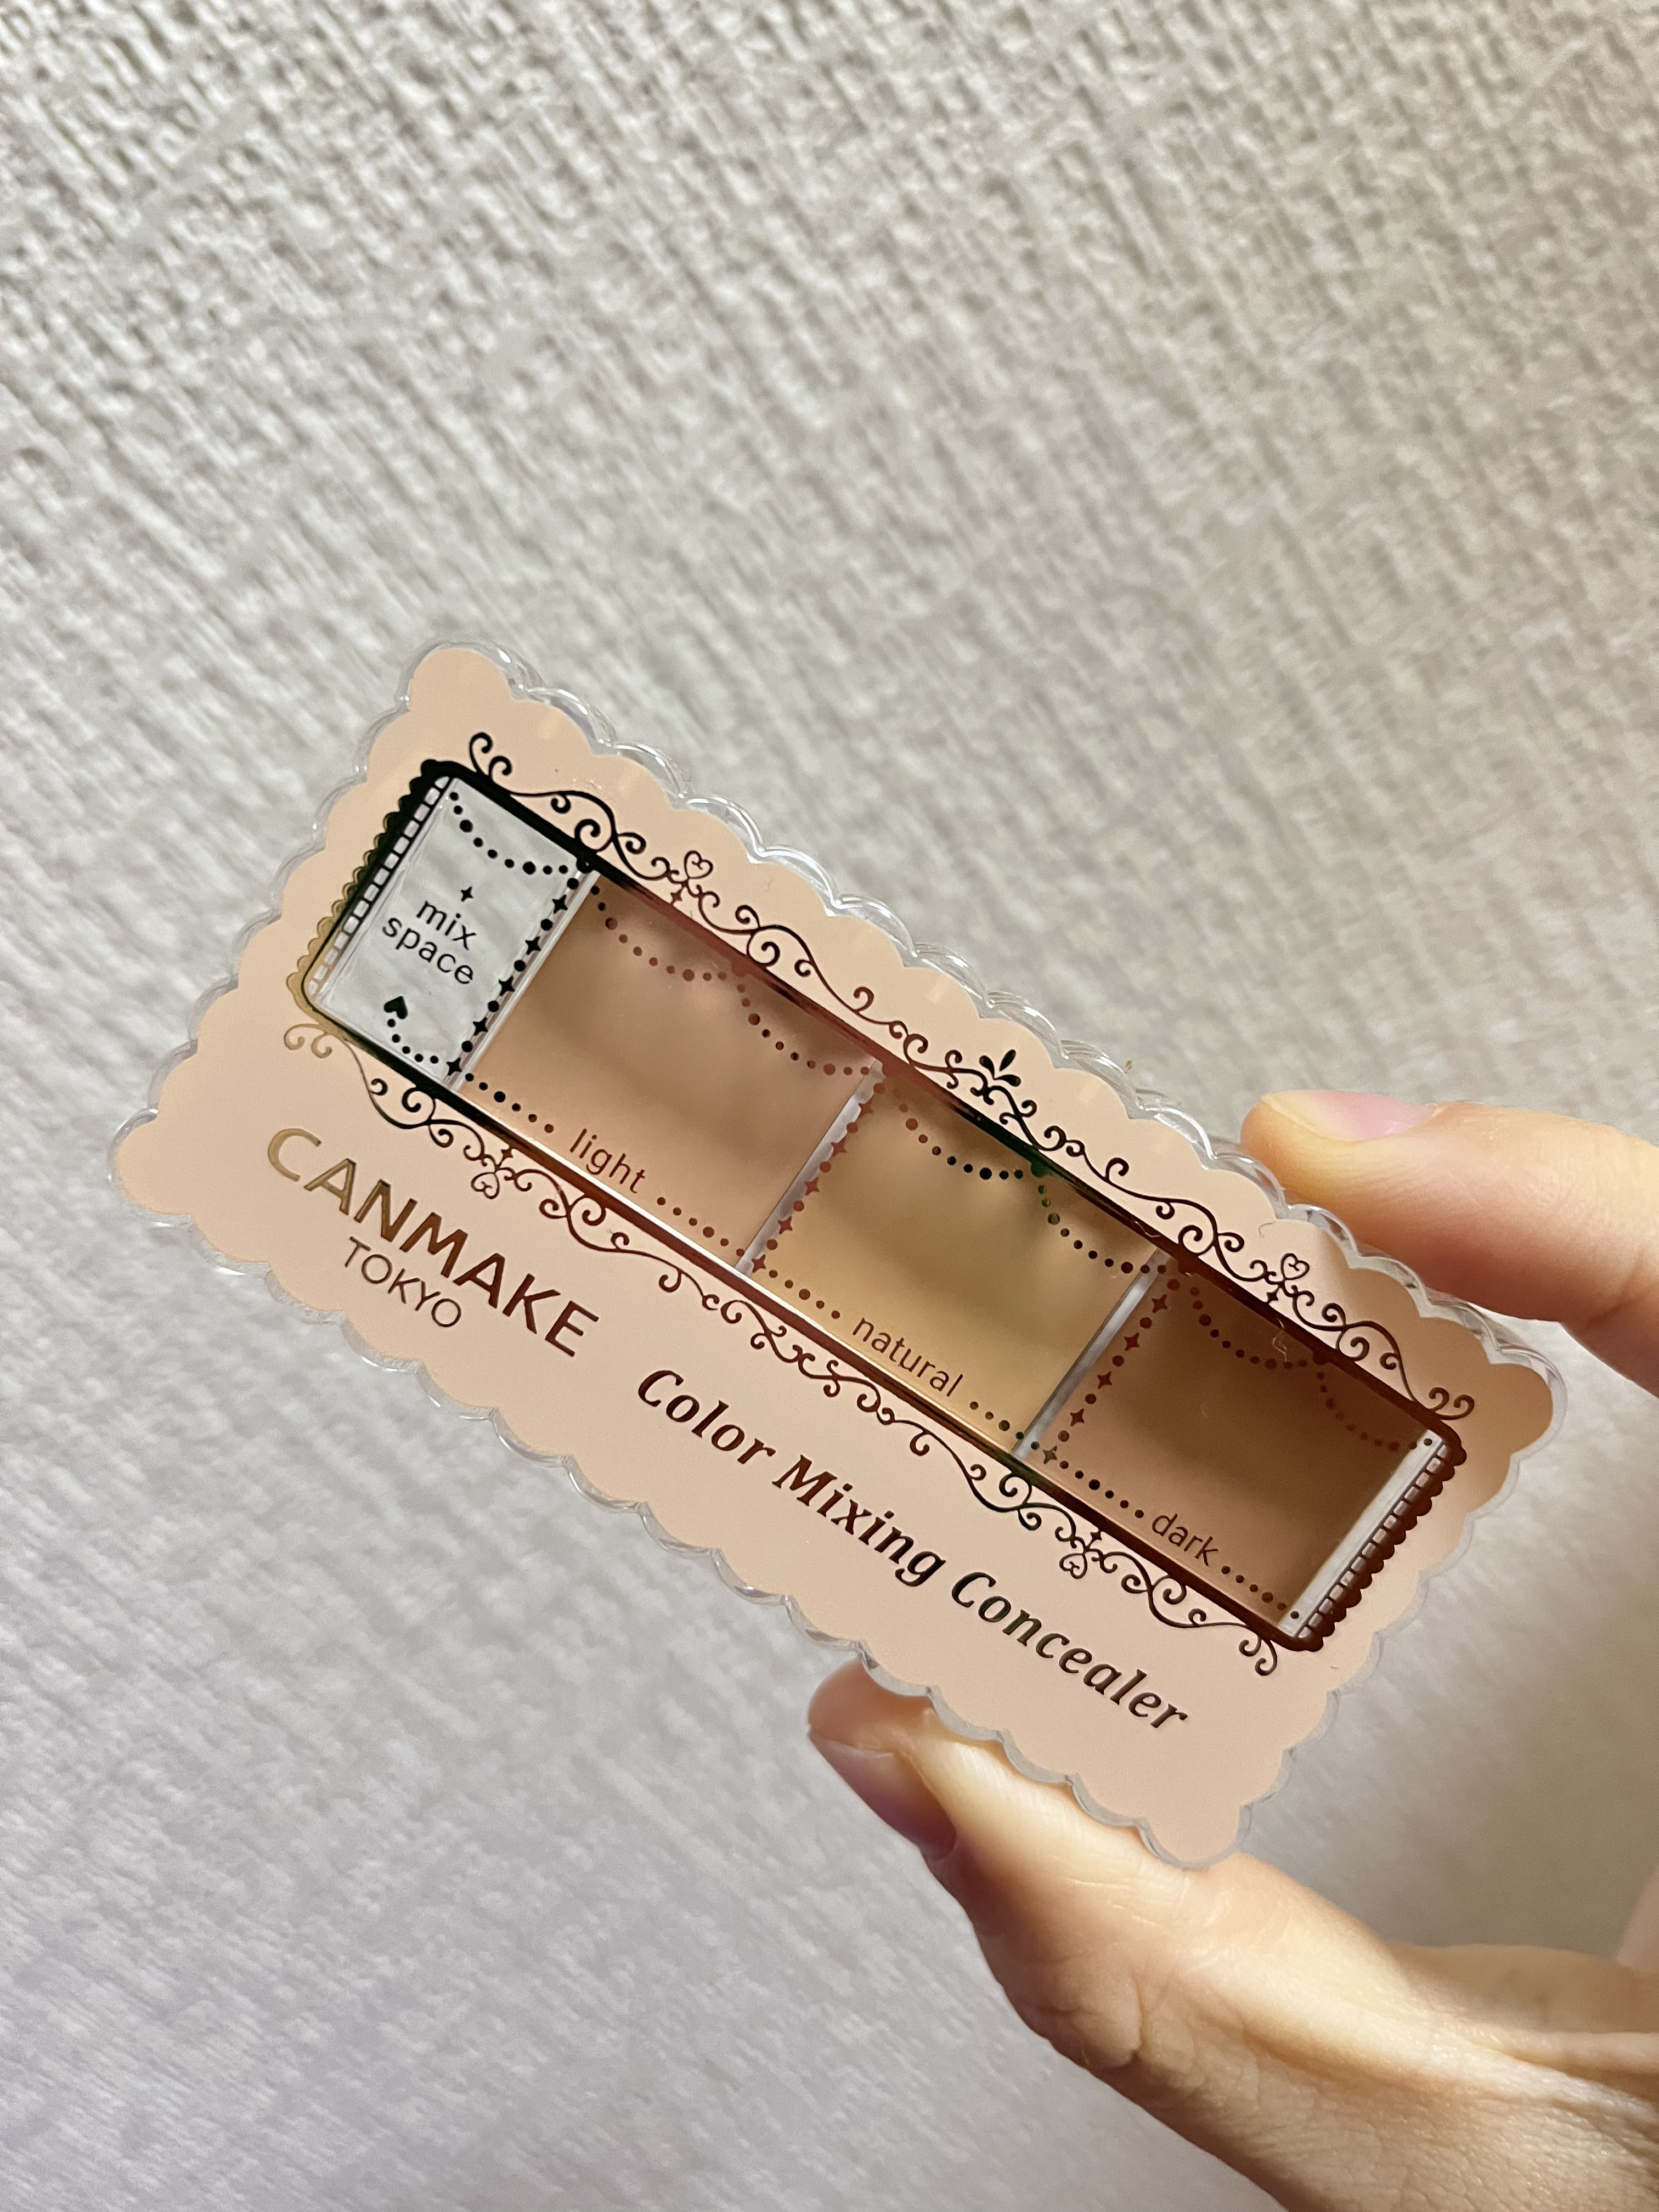 mix
space
light
natural
dark
CANMAKE
TOKYO
Color Mixing Concealer